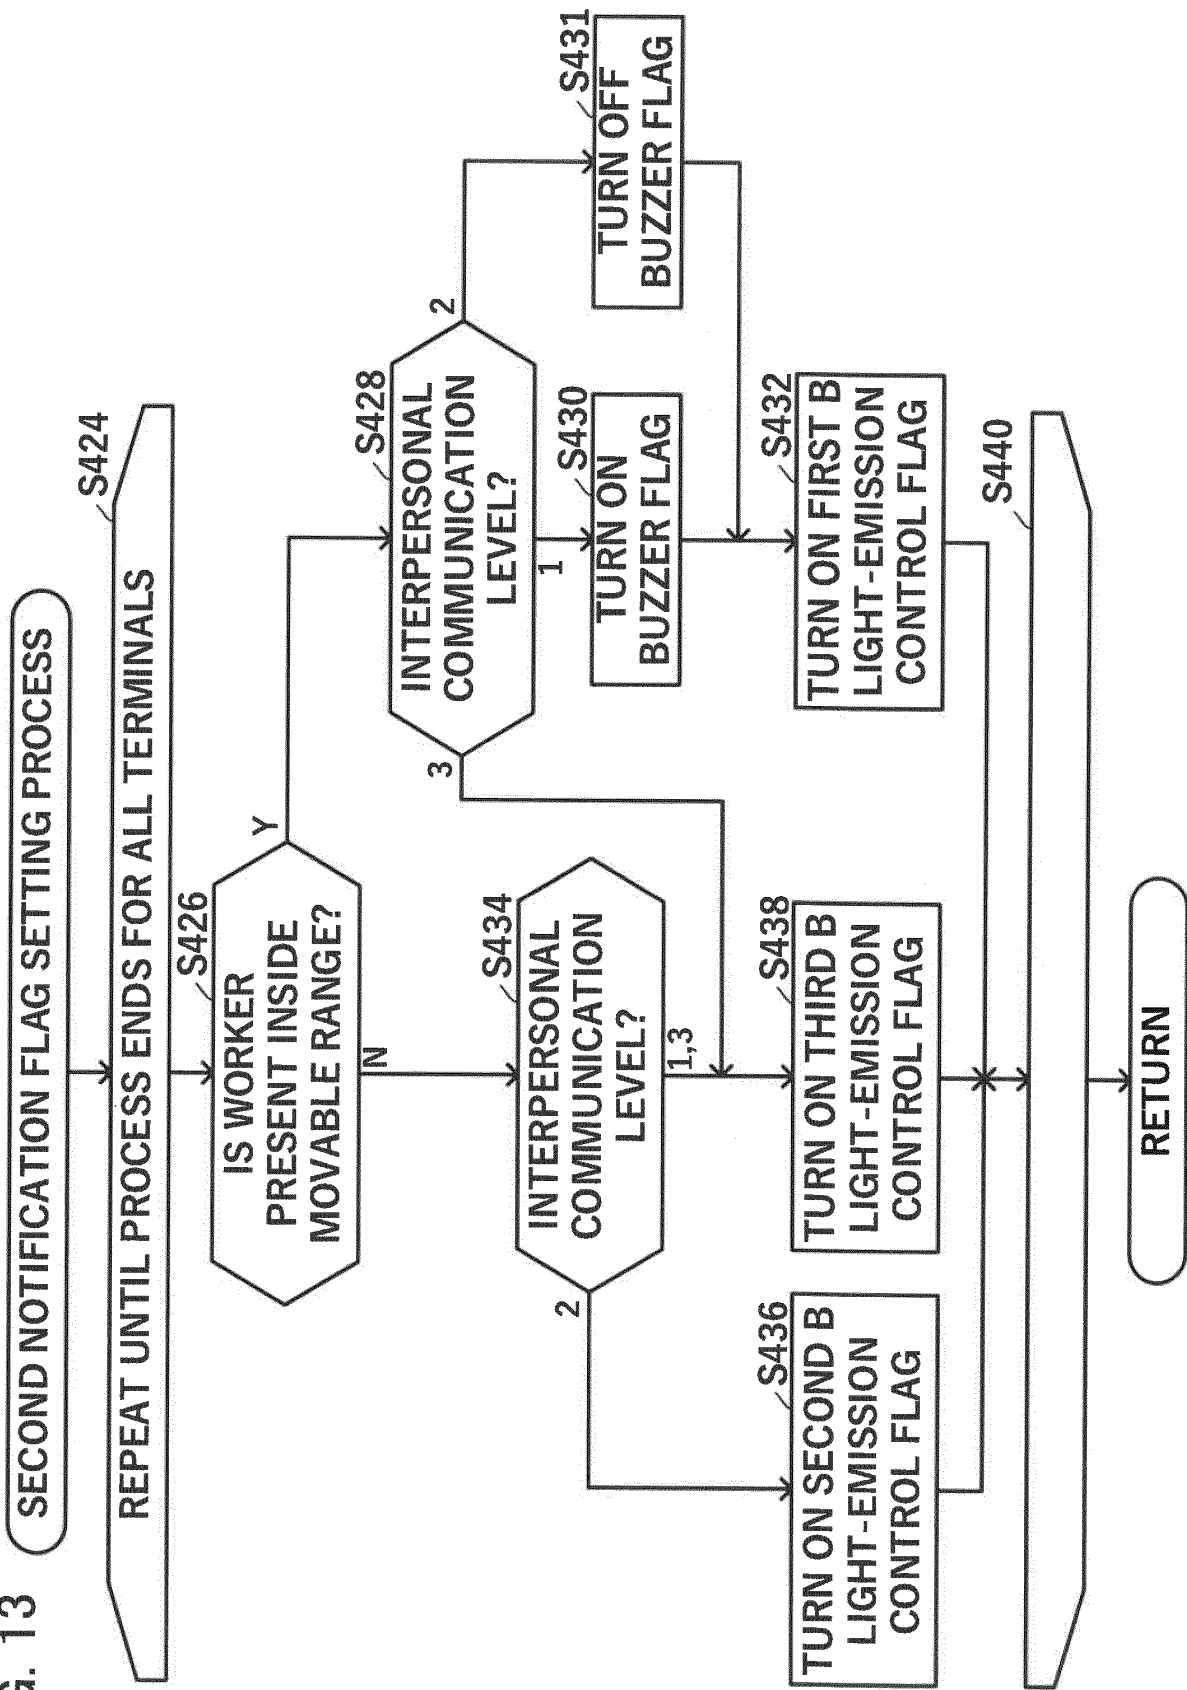 G. 13
SECOND NOTIFICATION FLAG SETTING PROCESS
S424
REPEAT UNTIL PROCESS ENDS FOR ALL TERMINALS
S426
IS WORKER
PRESENT INSIDE
MOVABLE RANGE?
Y
N
S428
INTERPERSONAL
COMMUNICATION
LEVEL?
3
1
2
S434
INTERPERSONAL
COMMUNICATION
LEVEL?
2
1,3
S430
TURN ON
BUZZER FLAG
S431
TURN OFF
BUZZER FLAG
S436
TURN ON SECOND B
LIGHT-EMISSION
CONTROL FLAG
S438
TURN ON THIRD B
LIGHT-EMISSION
CONTROL FLAG
S432
TURN ON FIRST B
LIGHT-EMISSION
CONTROL FLAG
S440
RETURN